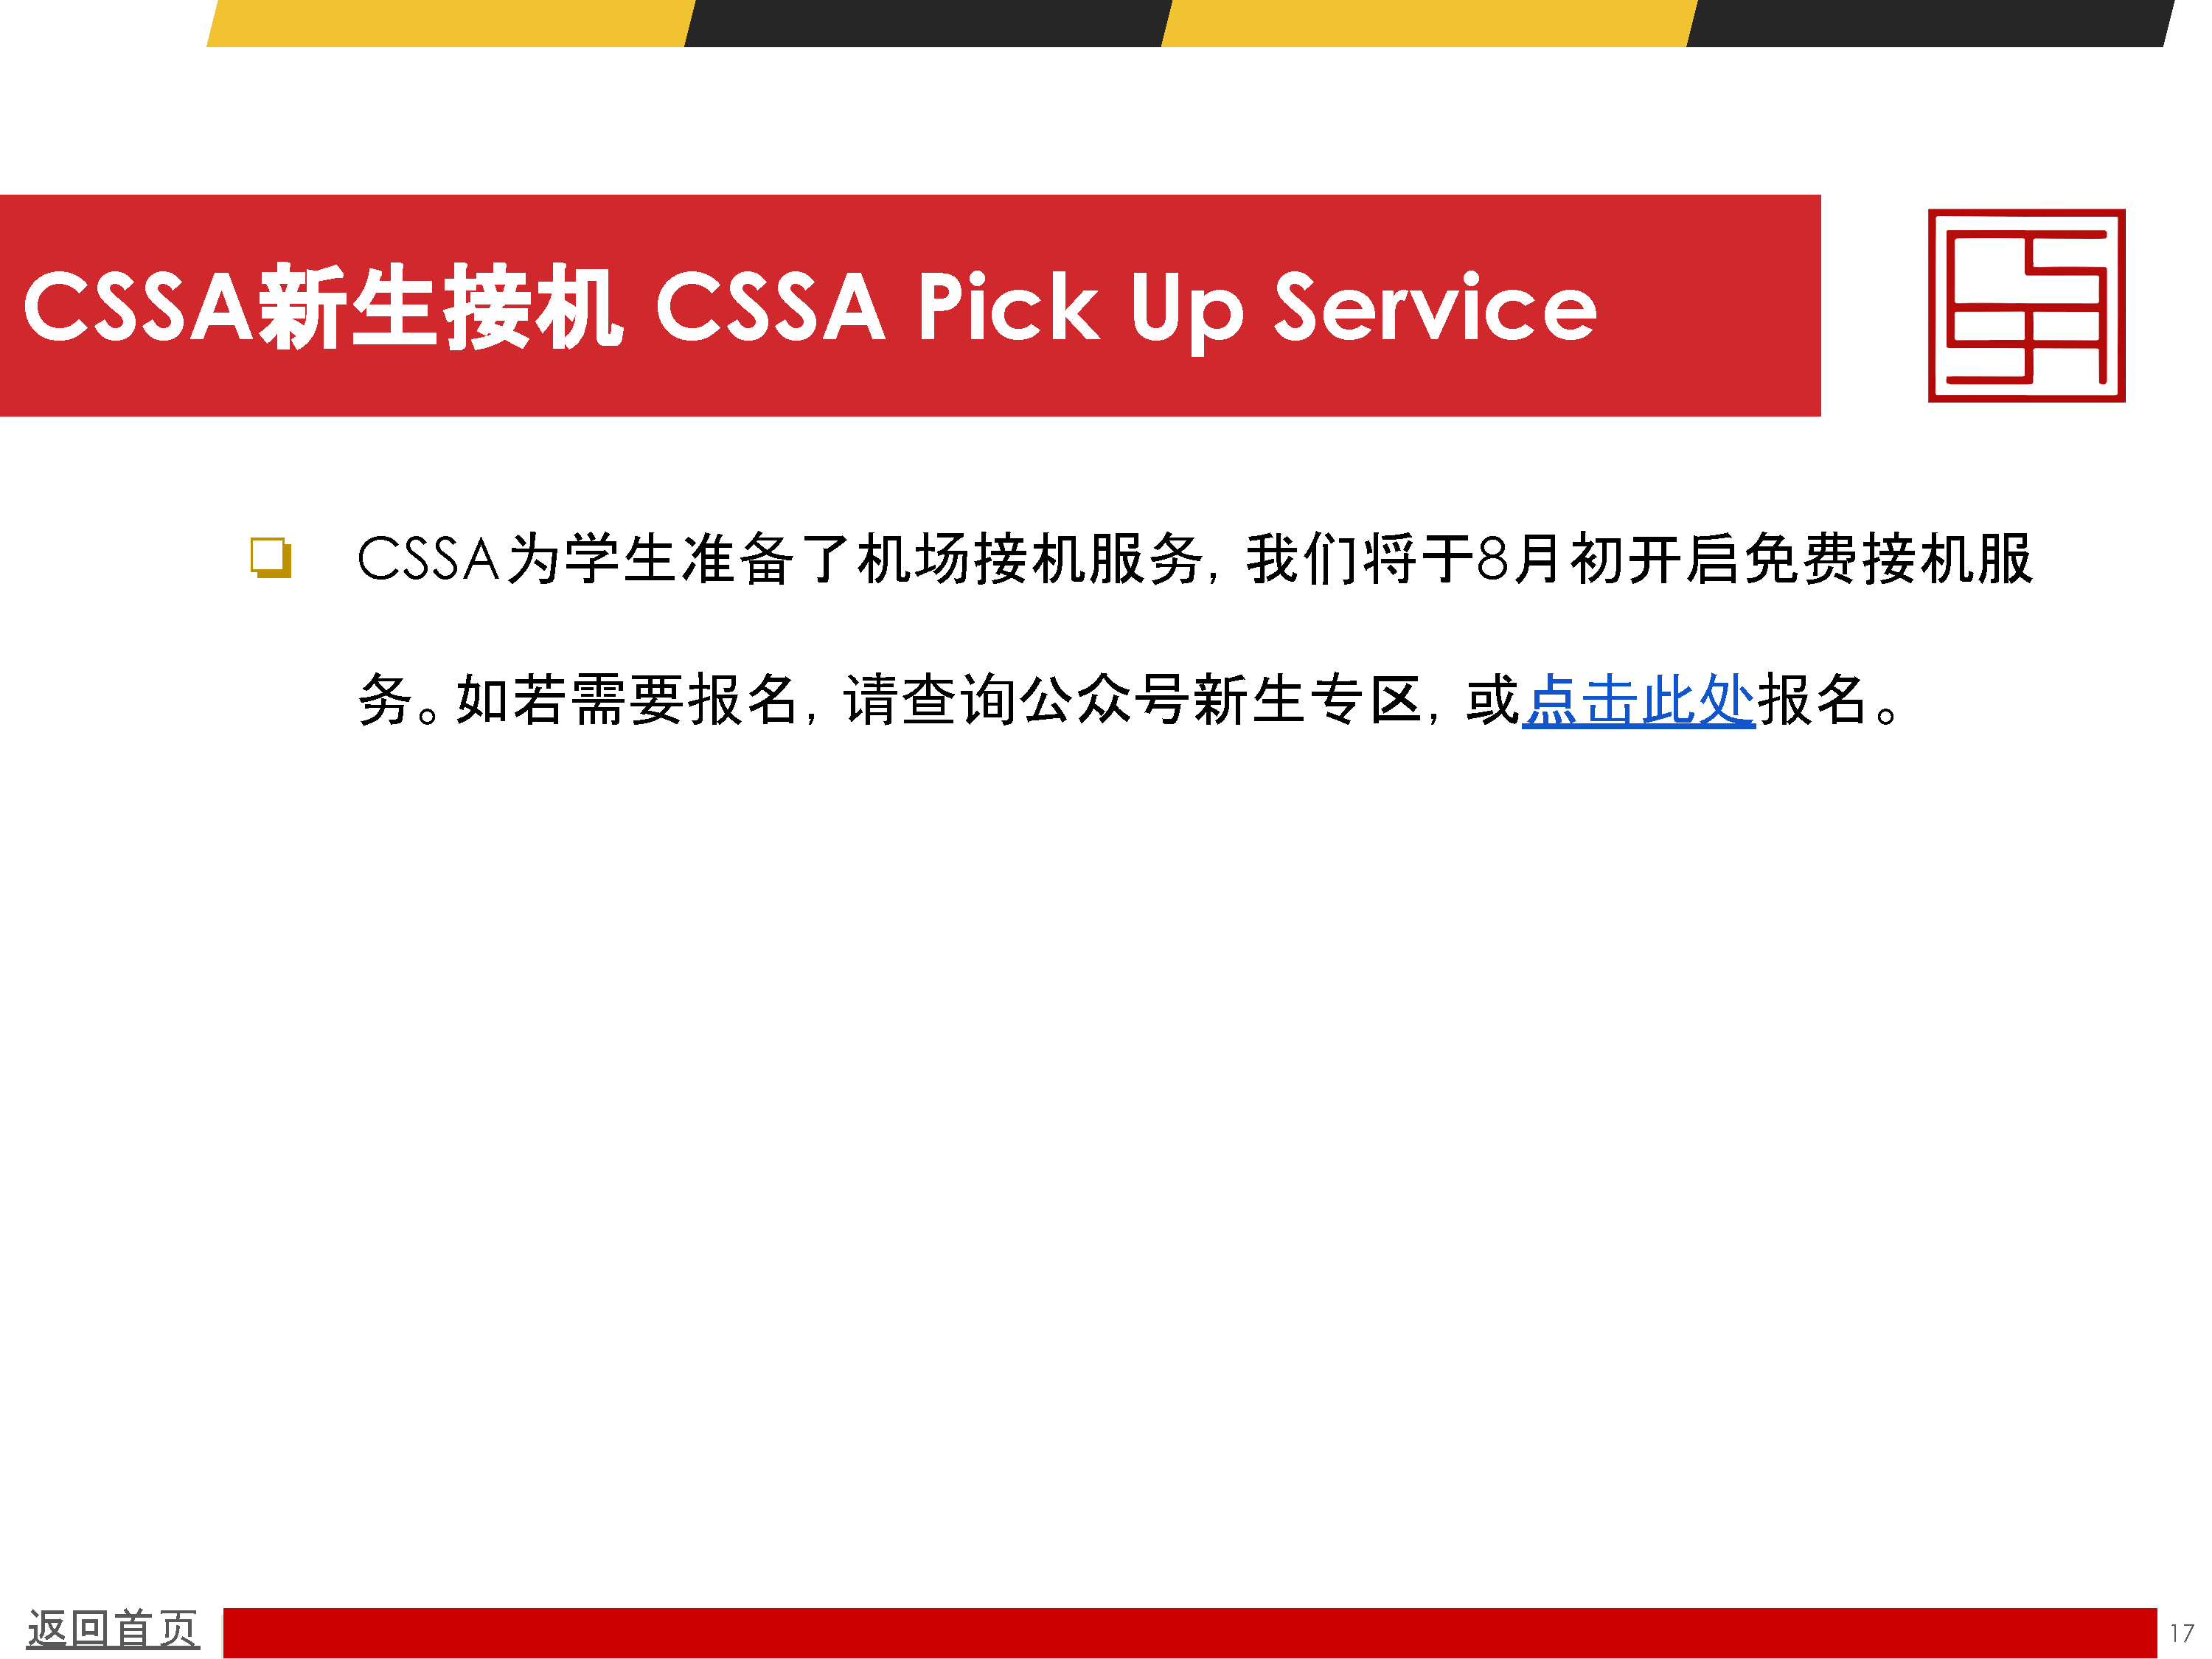 CSSA新生接机 CSSA Pick Up Service
CSSA为学生准备了机场接机服务，我们将于8月初开启免费接机服
务。如若需要报名，请查询公众号新生专区，或点击此处报名。
返回首页
17